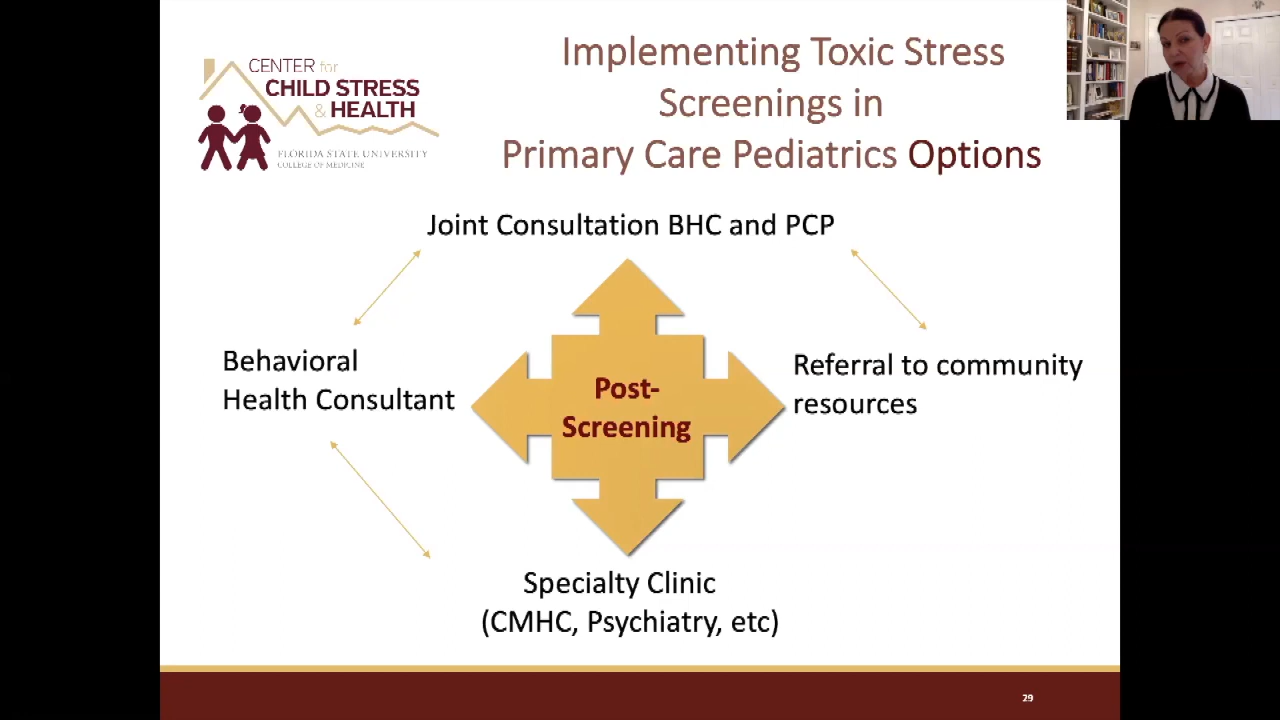 CENTER for
CHILD STRESS
& HEALTH
FLORIDA STATE UNIVERSITY
COLLEGE OF MEDICINE
Implementing Toxic Stress
Screenings in
Primary Care Pediatrics Options
Joint Consultation BHC and PCP
Behavioral
Health Consultant
Post-
Screening
Referral to community
resources
Specialty Clinic
(CMHC, Psychiatry, etc)
29